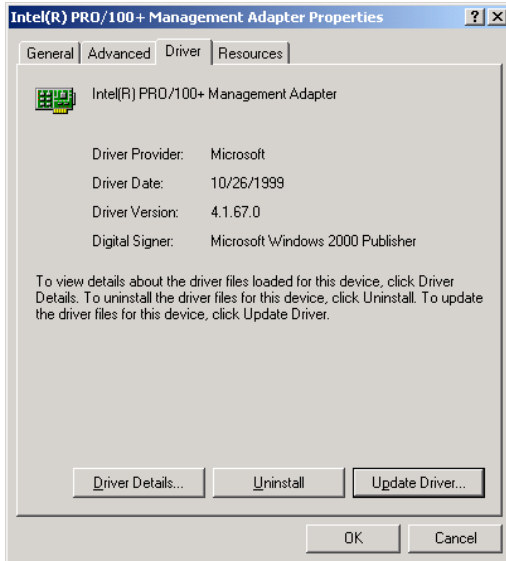 Intel(R) PRO/100+ Management Adapter Properties
? X
General Advanced Driver Resources
Intel(R) PRO/100+ Management Adapter
Driver Provider: Microsoft
Driver Date: 10/26/1999
Driver Version: 4.1.67.0
Digital Signer: Microsoft Windows 2000 Publisher
To view details about the driver files loaded for this device, click Driver
Details. To uninstall the driver files for this device, click Uninstall. To update
the driver files for this device, click Update Driver.
Driver Details... Uninstall Update Driver...
OK Cancel